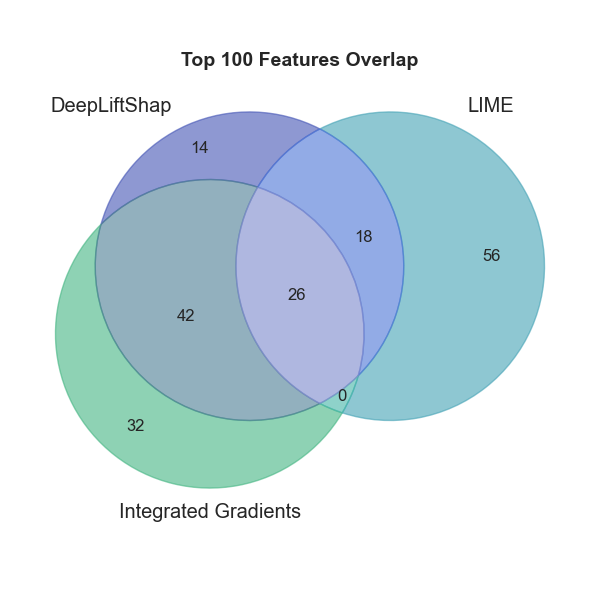 Top 100 Features Overlap
DeepLiftShap
LIME
14
18
56
26
42
0
32
Integrated Gradients